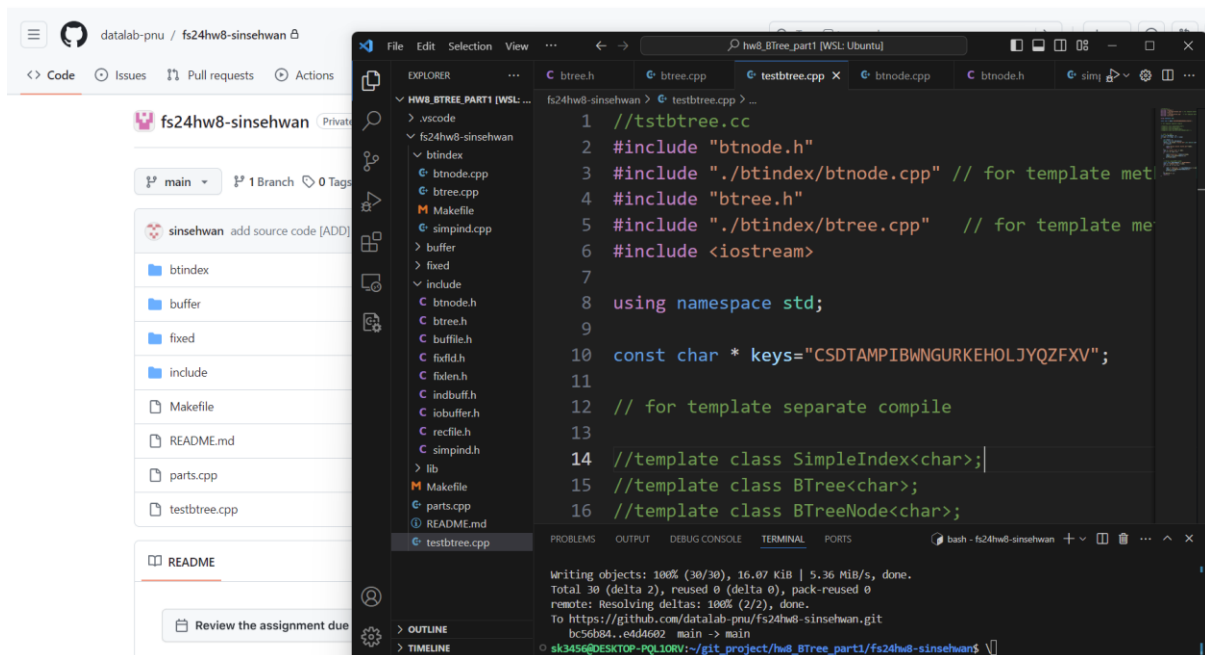 datalab-pnu / fs24hw8-sinsehwan
<> Code
Issues
Pull requests
Actions
fs24hw8-sinsehwan
Private
main
1 Branch
0 Tags
sinsehwan add source code [ADD]
btindex
buffer
fixed
include
Makefile
README.md
parts.cpp
testbtree.cpp
README
Review the assignment due
File Edit Selection View ...
hw8_BTree_part1 [WSL: Ubuntu]
EXPLORER ...
HW8_BTREE_PART1 [WSL: ...
.vscode
fs24hw8-sinsehwan
btindex
btnode.cpp
btree.cpp
Makefile
simpind.cpp
buffer
fixed
include
btnode.h
btree.h
buffile.h
fixfld.h
fixlen.h
indbuff.h
iobuffer.h
recfile.h
simpind.h
lib
Makefile
parts.cpp
README.md
testbtree.cpp
OUTLINE
TIMELINE
btree.h
btree.cpp
testbtree.cpp
btnode.cpp
btnode.h
fs24hw8-sinsehwan > testbtree.cpp > ...
1 //tstbtree.cc
2 #include "btnode.h"
3 #include "./btindex/btnode.cpp" // for template met
4 #include "btree.h"
5 #include "./btindex/btree.cpp" // for template me
6 #include <iostream>
7
8 using namespace std;
9
10 const char * keys="CSDTAMPIBWNGURKEHOLJYQZFXV";
11
12 // for template separate compile
13
14 //template class SimpleIndex<char>;
15 //template class BTree<char>;
16 //template class BTreeNode<char>;
PROBLEMS OUTPUT DEBUG CONSOLE TERMINAL PORTS
bash - fs24hw8-sinsehwan
Writing objects: 100% (30/30), 16.07 KiB | 5.36 MiB/s, done.
Total 30 (delta 2), reused 0 (delta 0), pack-reused 0
remote: Resolving deltas: 100% (2/2), done.
To https://github.com/datalab-pnu/fs24hw8-sinsehwan.git
bc56b84..e4d4602 main -> main
sk3456@DESKTOP-PQL1ORV:~/git_project/hw8_BTree_part1/fs24hw8-sinsehwan$ \